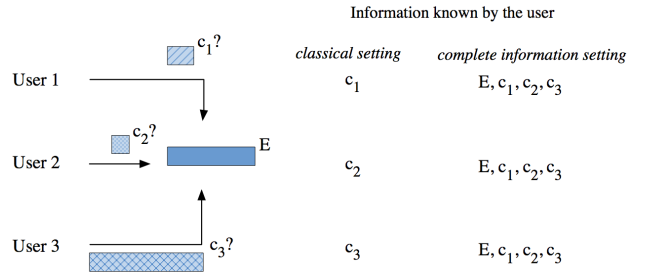 Information known by the user
classical setting complete information setting
c₁?
User 1 c₁ E, c₁, c₂, c₃
c₂?
E
User 2 c₂ E, c₁, c₂, c₃
User 3 c₃? c₃ E, c₁, c₂, c₃